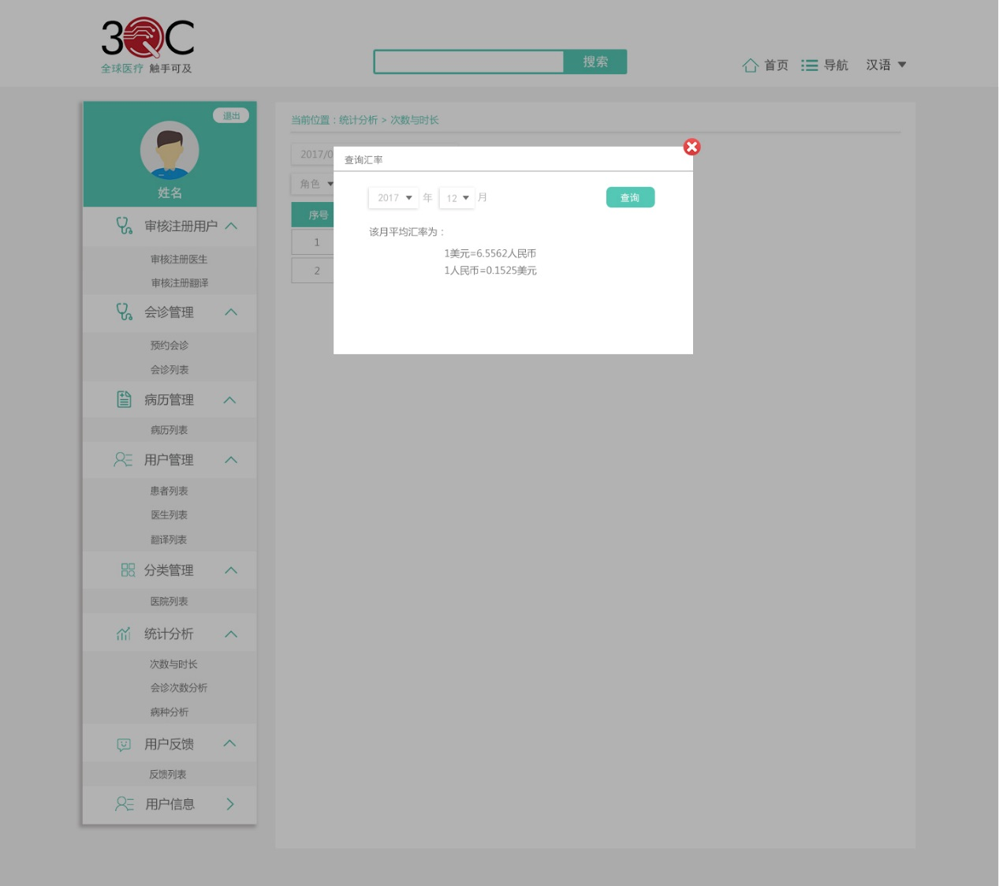 3QC
全球医疗 触手可及
搜索
首页 导航 汉语
退出
姓名
审核注册用户
审核注册医生
审核注册翻译
会诊管理
预约会诊
会诊列表
病历管理
病历列表
用户管理
患者列表
医生列表
翻译列表
分类管理
医院列表
统计分析
次数与时长
会诊次数分析
病种分析
用户反馈
反馈列表
用户信息
当前位置：统计分析 > 次数与时长
2017/0
角色
序号
1
2
查询汇率
2017 年 12 月 查询
该月平均汇率为：
1美元=6.5562人民币
1人民币=0.1525美元